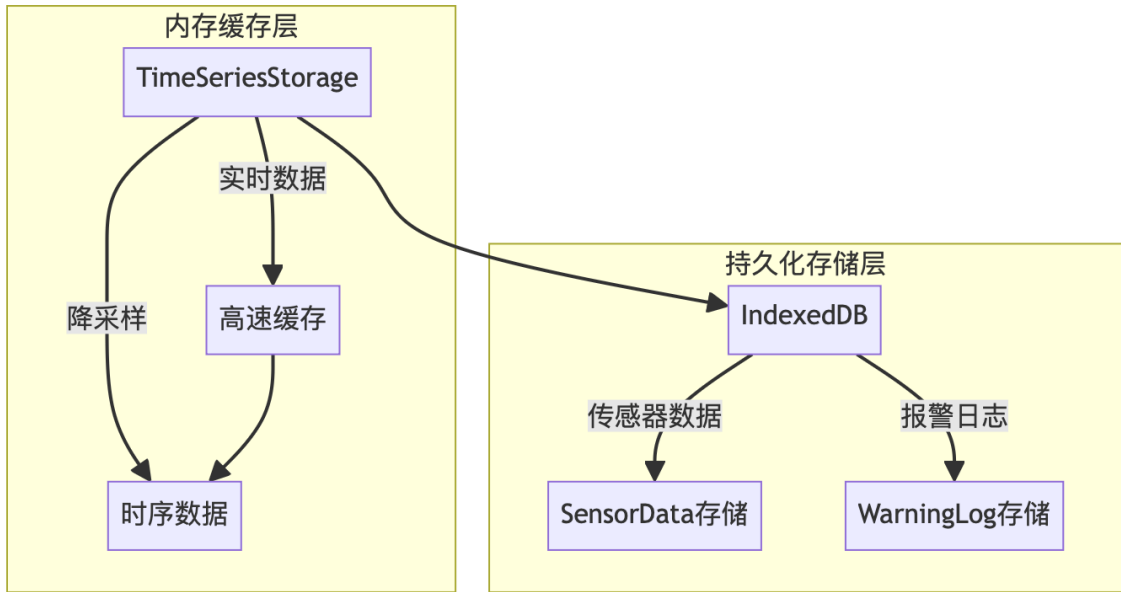 内存缓存层
TimeSeriesStorage
实时数据
持久化存储层
降采样
高速缓存
IndexedDB
传感器数据
报警日志
时序数据
SensorData存储
WarningLog存储